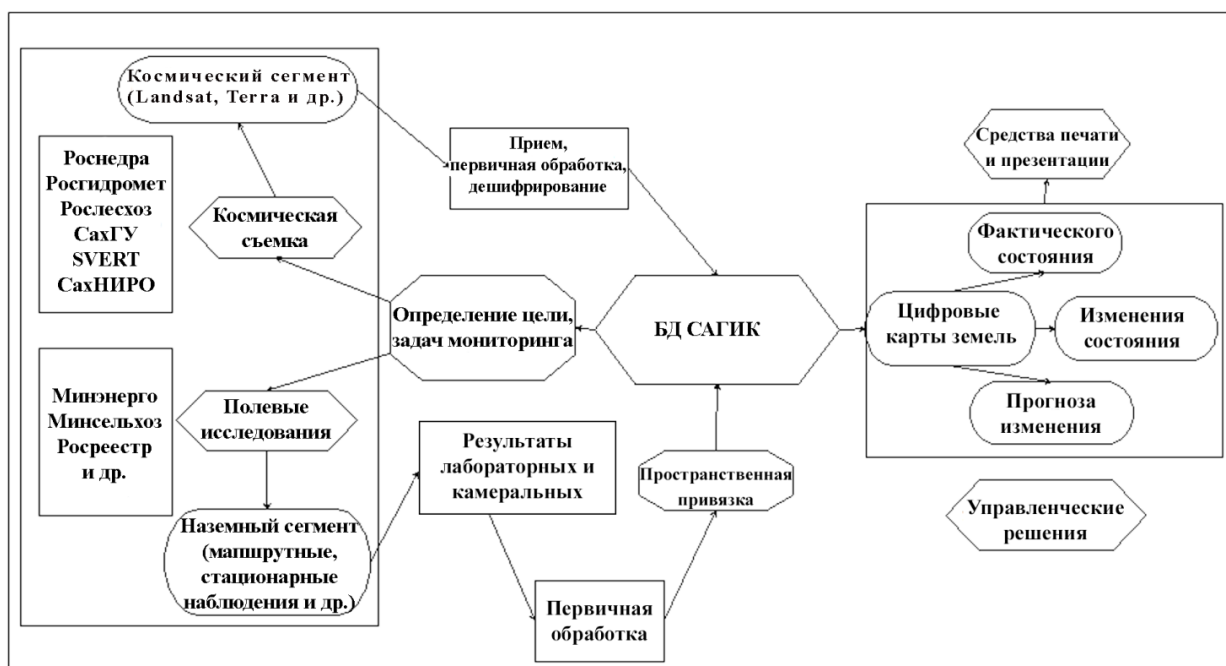 Космический сегмент
(Landsat, Terra и др.)
Роснедра
Росгидромет
Рослесхоз
СахГУ
SVERT
СахНИРО
Космическая
съемка
Прием,
первичная обработка,
дешифрирование
Средства печати
и презентации
Фактического
состояния
Определение цели,
задач мониторинга
БД САГИК
Цифровые
карты земель
Изменения
состояния
Прогноза
изменения
Минэнерго
Минсельхоз
Росреестр
и др.
Полевые
исследования
Результаты
лабораторных и
камеральных
Пространственная
привязка
Управленческие
решения
Наземный сегмент
(мапшрутные,
стационарные
наблюдения и др.)
Первичная
обработка